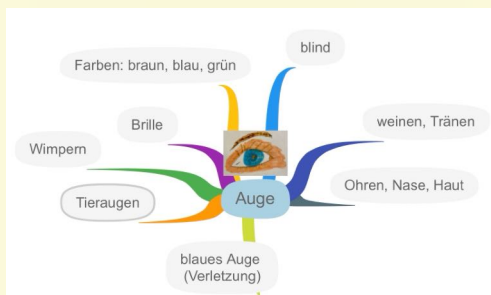 blind
Farben: braun, blau, grün
Brille
weinen, Tränen
Wimpern
Ohren, Nase, Haut
Tieraugen
Auge
blaues Auge
(Verletzung)